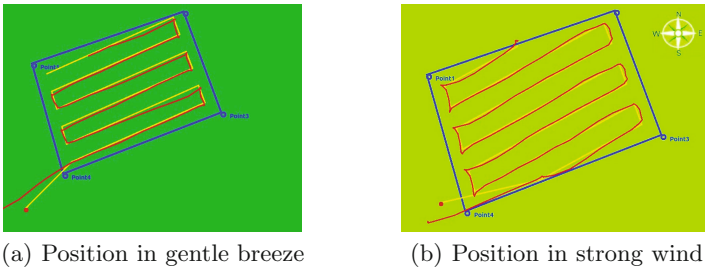 Point1
Point3
Point4
N
W E
S
Point1
Point3
Point4
(a) Position in gentle breeze
(b) Position in strong wind